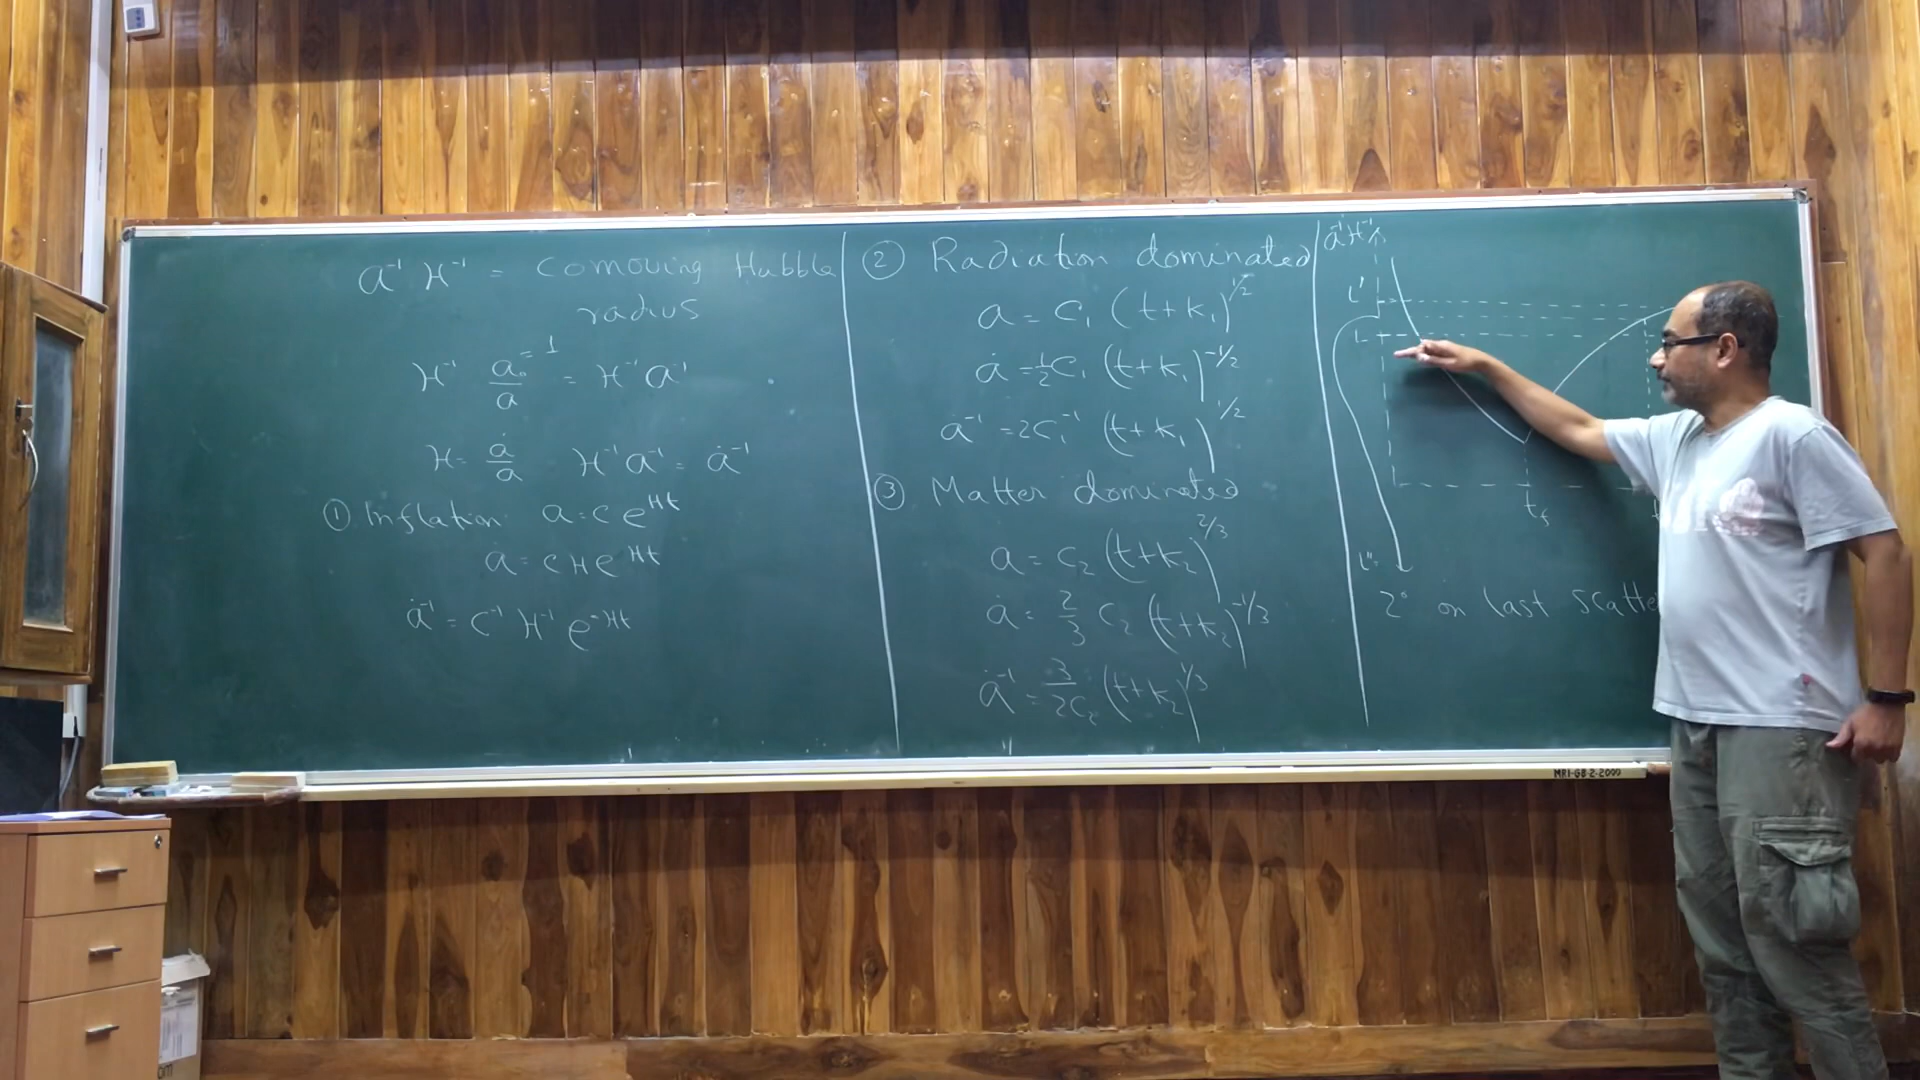 a⁻¹ H⁻¹ = comoving Hubble
radius
H⁻¹ a₀⁼¹/a = H⁻¹ a⁻¹
H = ȧ/a H⁻¹ a⁻¹ = ȧ⁻¹
① Inflation a = c e^Ht
ȧ = c H e^Ht
ȧ⁻¹ = c⁻¹ H⁻¹ e^-Ht
② Radiation dominated
a = c₁ (t+k₁)^1/2
ȧ = 1/2 c₁ (t+k₁)^-1/2
ȧ⁻¹ = 2c₁⁻¹ (t+k₁)^1/2
③ Matter dominated
a = c₂ (t+k₂)^2/3
ȧ = 2/3 c₂ (t+k₂)^-1/3
ȧ⁻¹ = 3/2c₂ (t+k₂)^1/3
a⁻¹H⁻¹
L'
L
t_f
L''
2° on last
MRI-GB-2-2000